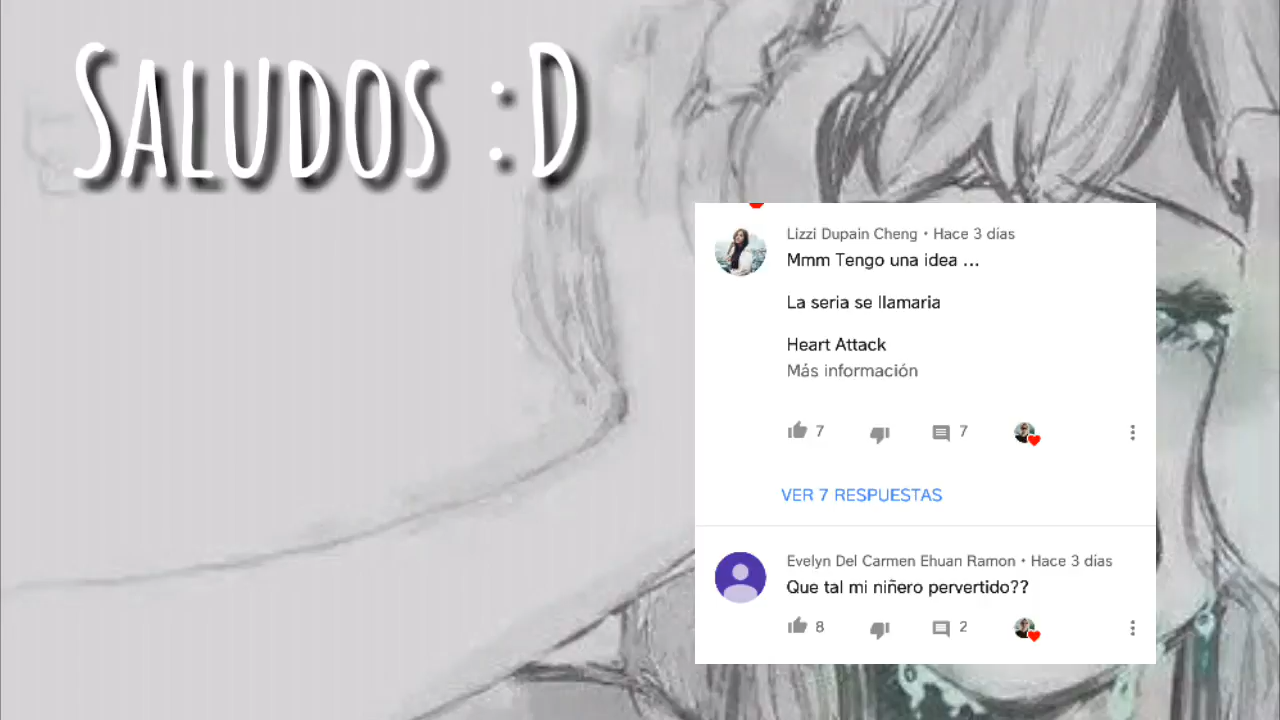 Saludos :D
Lizzi Dupain Cheng • Hace 3 días
Mmm Tengo una idea ...
La seria se llamaria
Heart Attack
Más información
7 7
VER 7 RESPUESTAS
Evelyn Del Carmen Ehuan Ramon • Hace 3 días
Que tal mi niñero pervertido??
8 2